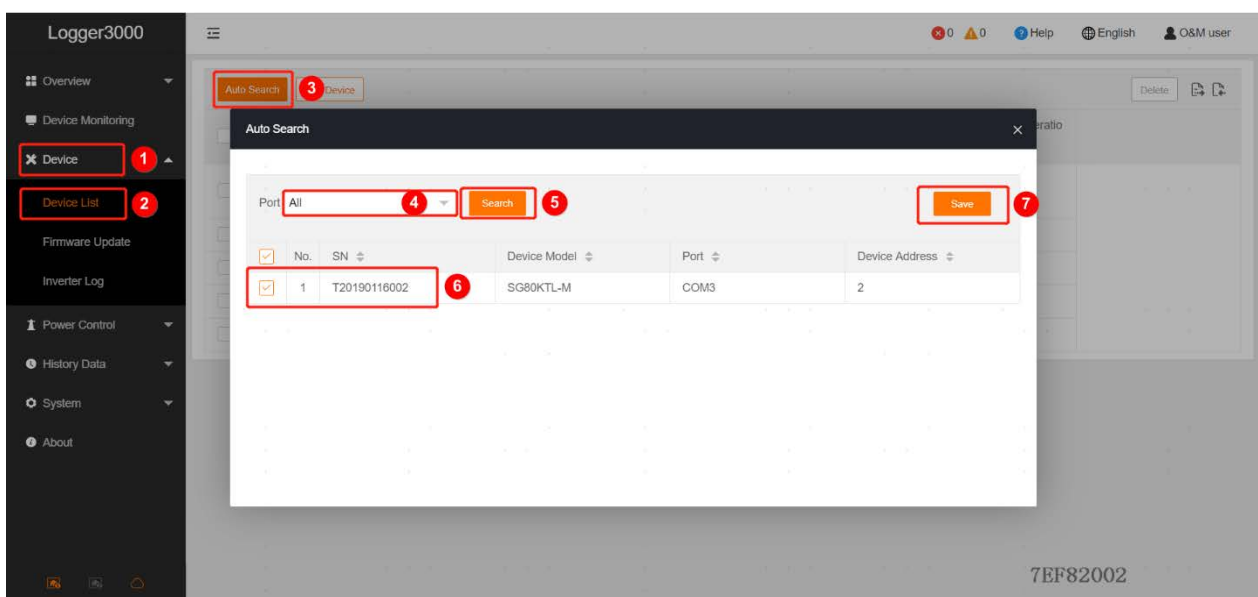 Logger3000
0 0 Help English O&M user
Overview
Device Monitoring
Device 1
Device List 2
Firmware Update
Inverter Log
Power Control
History Data
System
About
Auto Search 3 Device Delete
eratio
Auto Search
Port All 4 Search 5 Save 7
No. SN Device Model Port Device Address
1 T20190116002 6 SG80KTL-M COM3 2
7EF82002